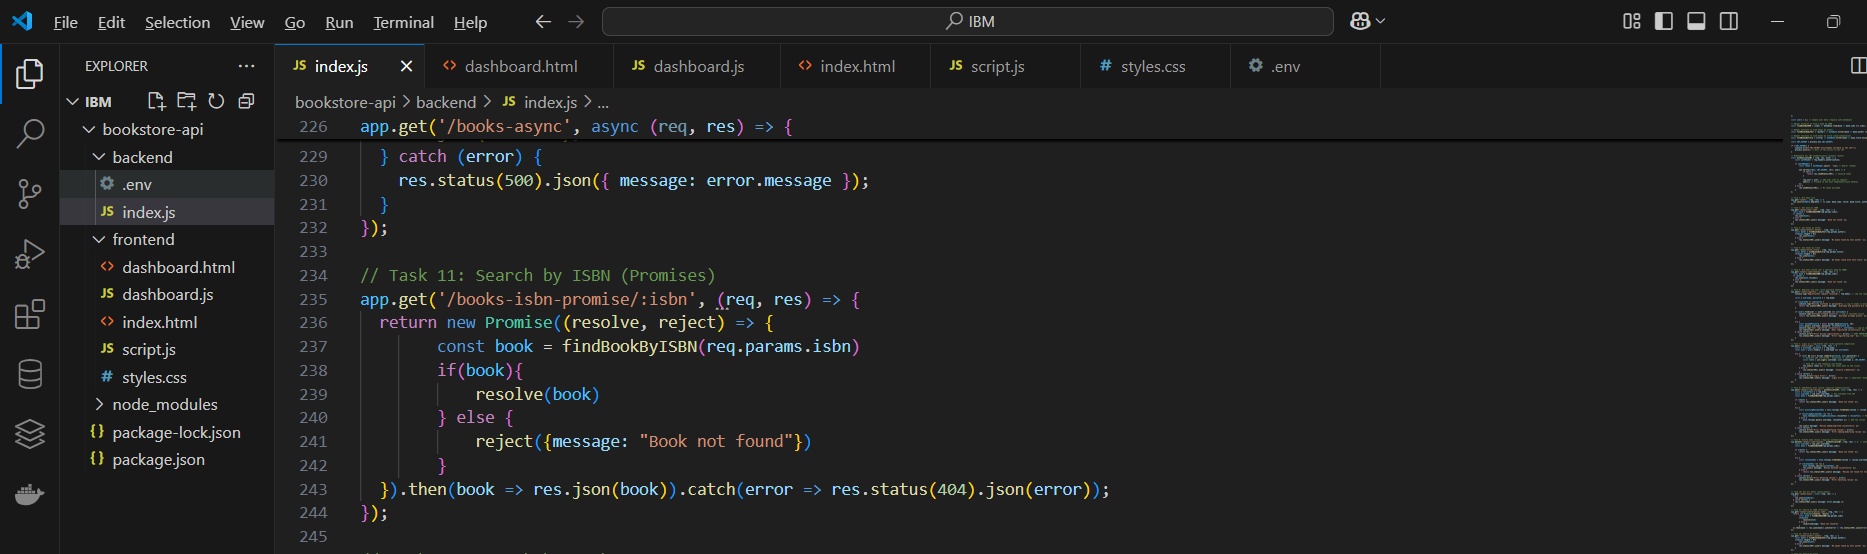 File Edit Selection View Go Run Terminal Help
IBM
EXPLORER
IBM
bookstore-api
backend
.env
JS index.js
frontend
<> dashboard.html
JS dashboard.js
<> index.html
JS script.js
# styles.css
node_modules
{} package-lock.json
{} package.json
JS index.js <> dashboard.html JS dashboard.js <> index.html JS script.js # styles.css .env
bookstore-api > backend > JS index.js > ...
226 app.get('/books-async', async (req, res) => {
229 } catch (error) {
230 res.status(500).json({ message: error.message });
231 }
232 });
233
234 // Task 11: Search by ISBN (Promises)
235 app.get('/books-isbn-promise/:isbn', (req, res) => {
236 return new Promise((resolve, reject) => {
237 const book = findBookByISBN(req.params.isbn)
238 if(book){
239 resolve(book)
240 } else {
241 reject({message: "Book not found"})
242 }
243 }).then(book => res.json(book)).catch(error => res.status(404).json(error));
244 });
245